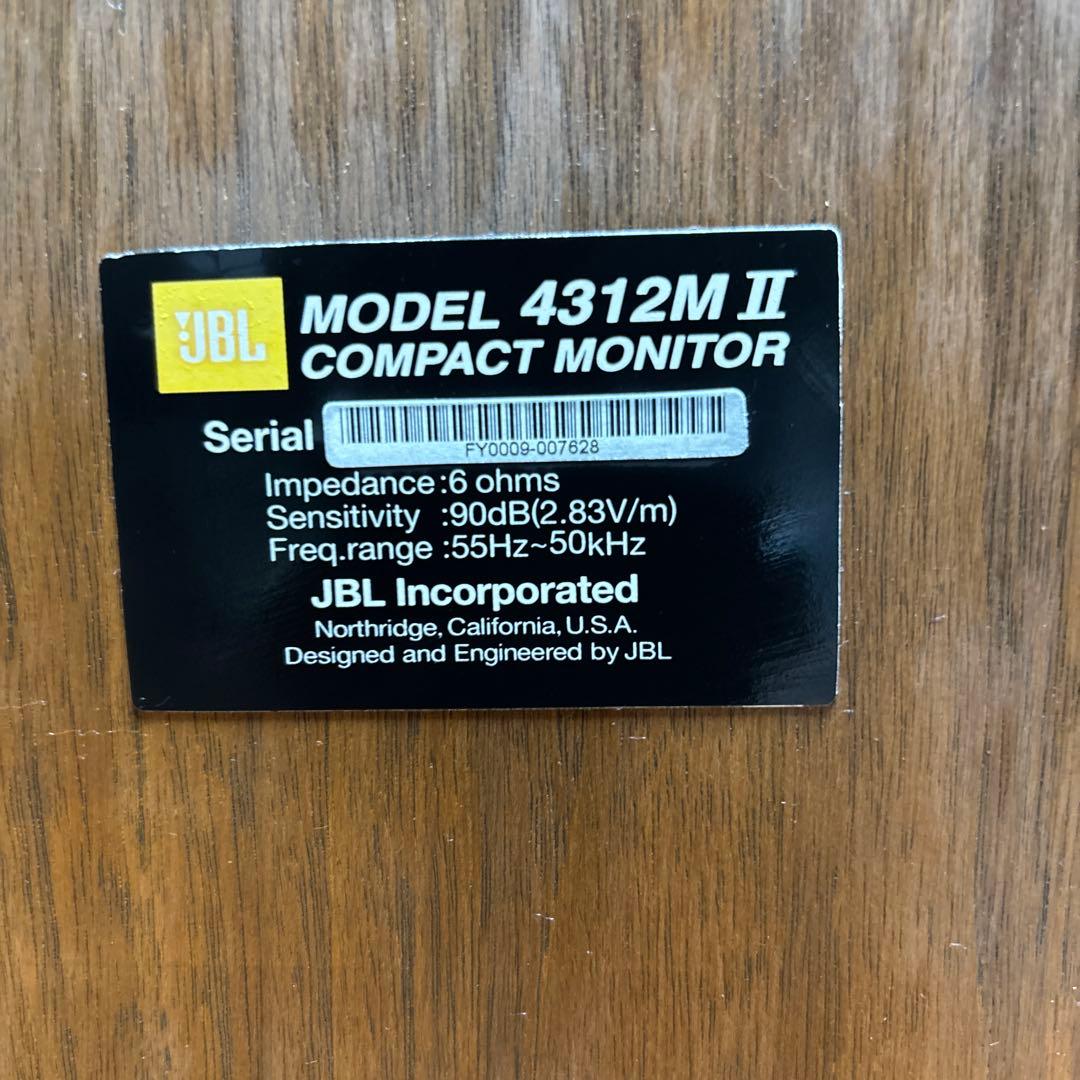 JBL
MODEL 4312M II
COMPACT MONITOR
Serial
FY0009-007628
Impedance:6 ohms
Sensitivity :90dB(2.83V/m)
Freq.range :55Hz~50kHz
JBL Incorporated
Northridge, California, U.S.A.
Designed and Engineered by JBL